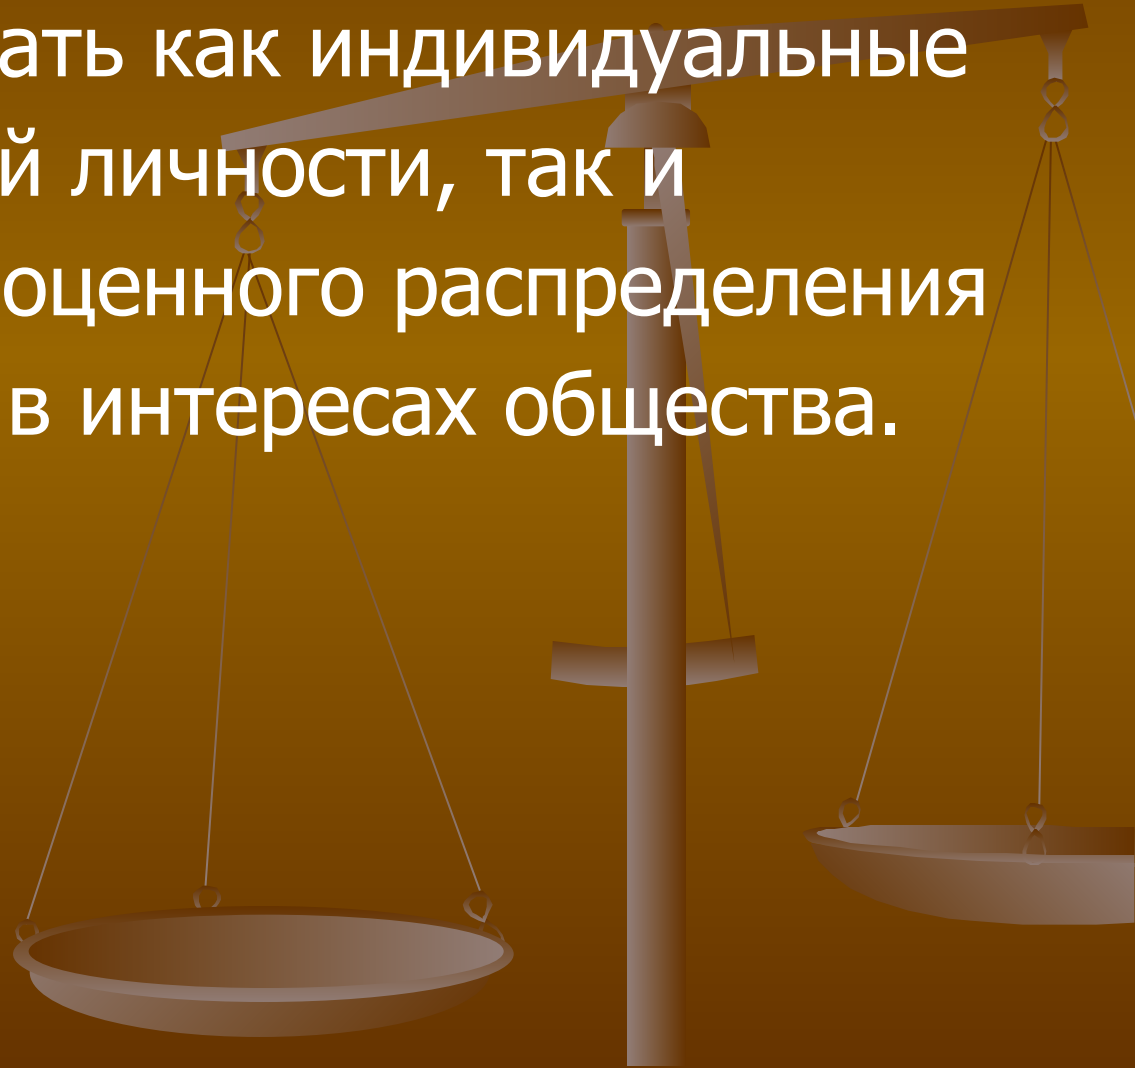 ать как индивидуальные
й личности, так и
оценного распределения
в интересах общества.